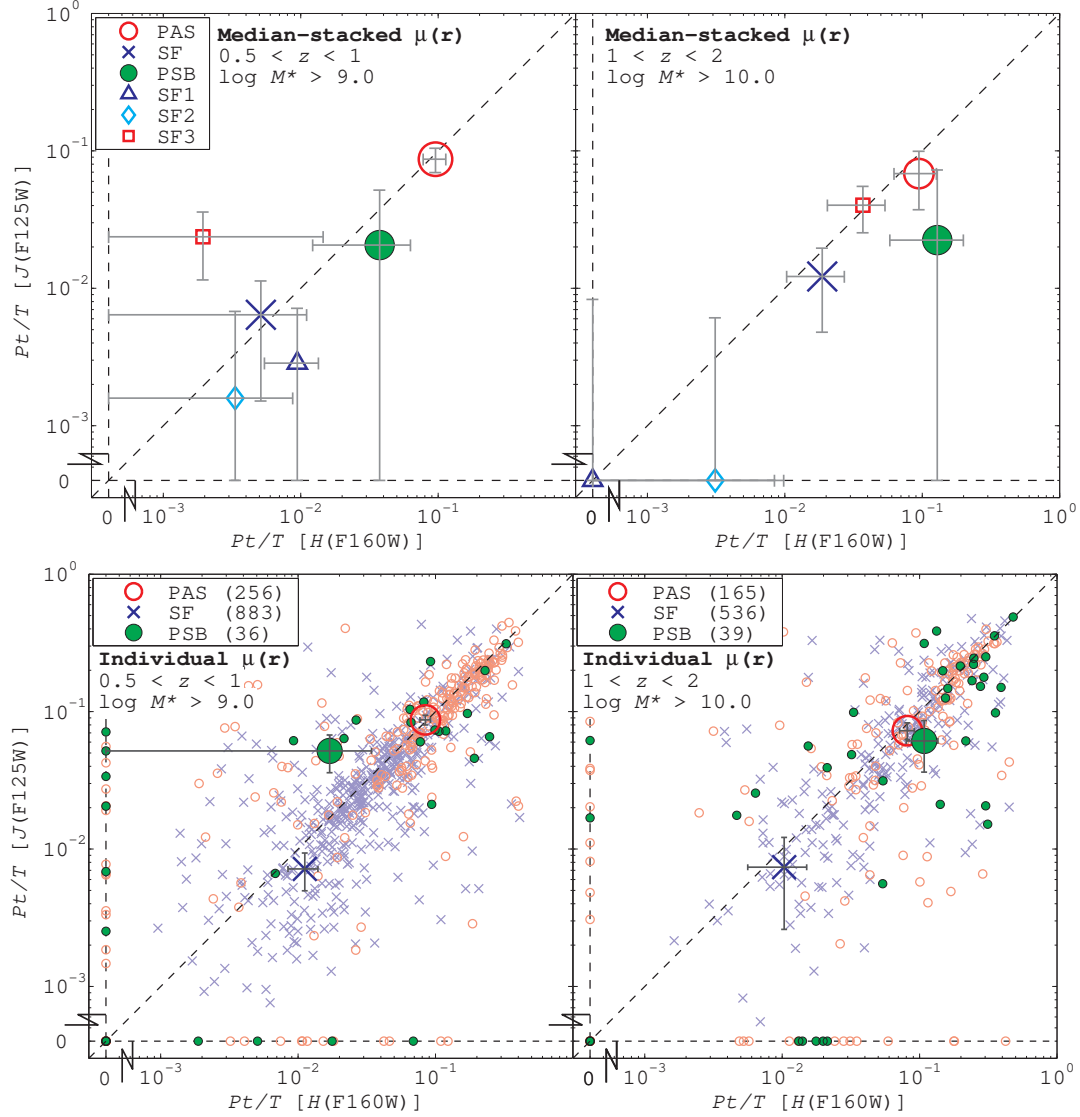 PAS
SF
PSB
SF1
SF2
SF3
Median-stacked μ(r)
0.5 < z < 1
log M* > 9.0
Median-stacked μ(r)
1 < z < 2
log M* > 10.0
10^0
10^-1
10^-2
10^-3
0
Pt/T [J(F125W)]
0
10^-3
10^-2
10^-1
Pt/T [H(F160W)]
0
10^-3
10^-2
10^-1
10^0
Pt/T [H(F160W)]
PAS (256)
SF (883)
PSB (36)
Individual μ(r)
0.5 < z < 1
log M* > 9.0
PAS (165)
SF (536)
PSB (39)
Individual μ(r)
1 < z < 2
log M* > 10.0
10^0
10^-1
10^-2
10^-3
0
Pt/T [J(F125W)]
0
10^-3
10^-2
10^-1
Pt/T [H(F160W)]
0
10^-3
10^-2
10^-1
10^0
Pt/T [H(F160W)]